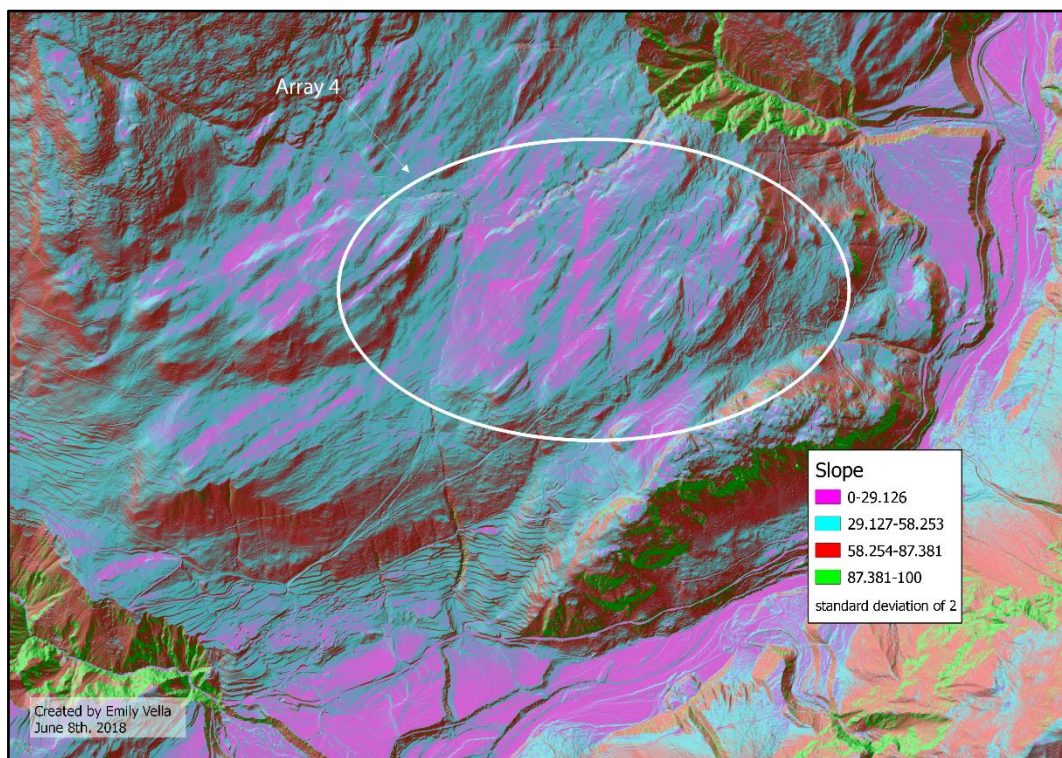 Array 4
Slope
0-29.126
29.127-58.253
58.254-87.381
87.381-100
standard deviation of 2
Created by Emily Vella
June 8th. 2018